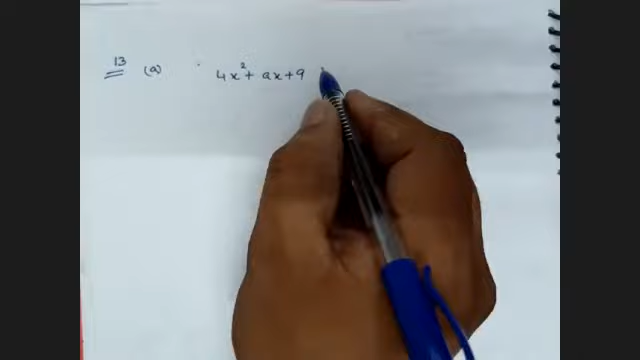 13 (a) 4x² + ax + 9